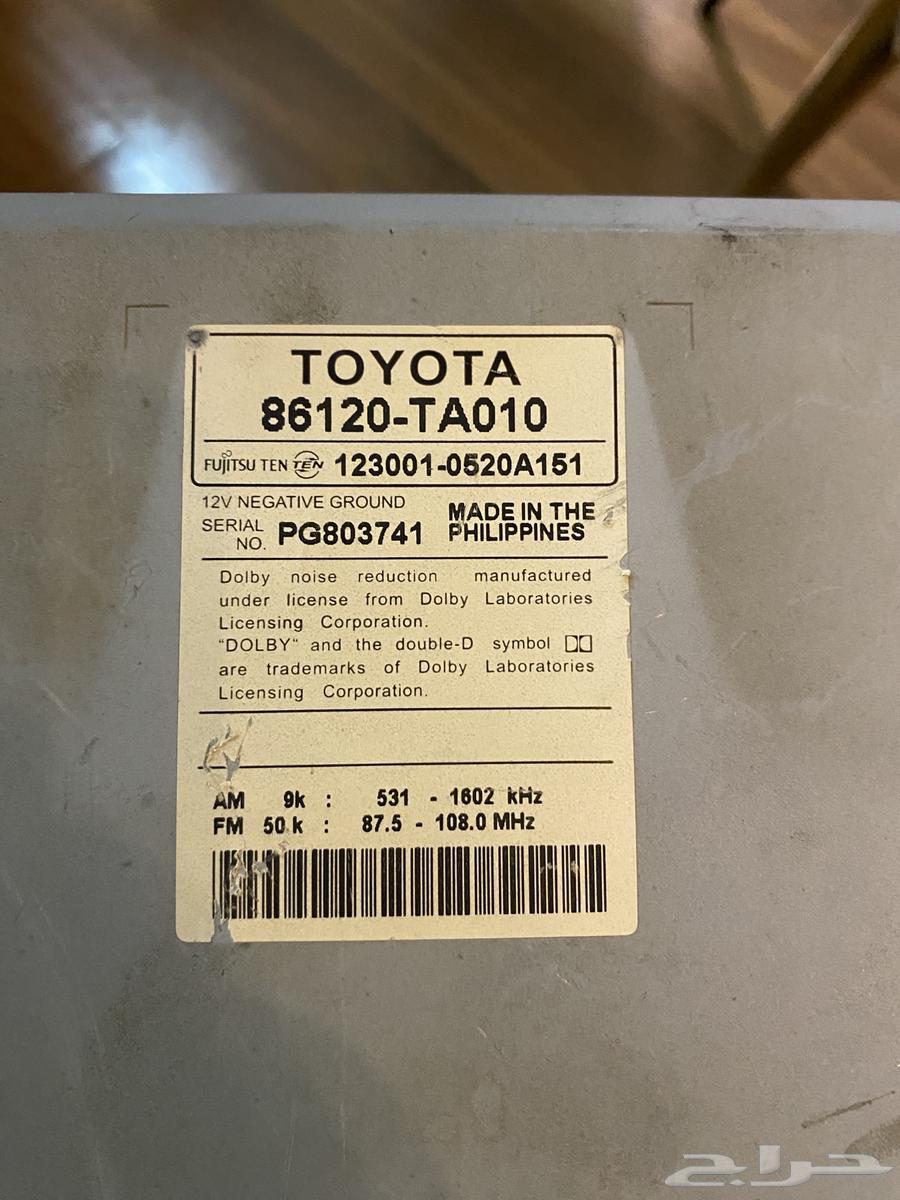 TOYOTA
86120-TA010
FUJITSU TEN TEN 123001-0520A151
12V NEGATIVE GROUND
SERIAL NO. PG803741
MADE IN THE PHILIPPINES
Dolby noise reduction manufactured
under license from Dolby Laboratories
Licensing Corporation.
"DOLBY" and the double-D symbol
are trademarks of Dolby Laboratories
Licensing Corporation.
AM 9k : 531 - 1602 kHz
FM 50k : 87.5 - 108.0 MHz
حراج